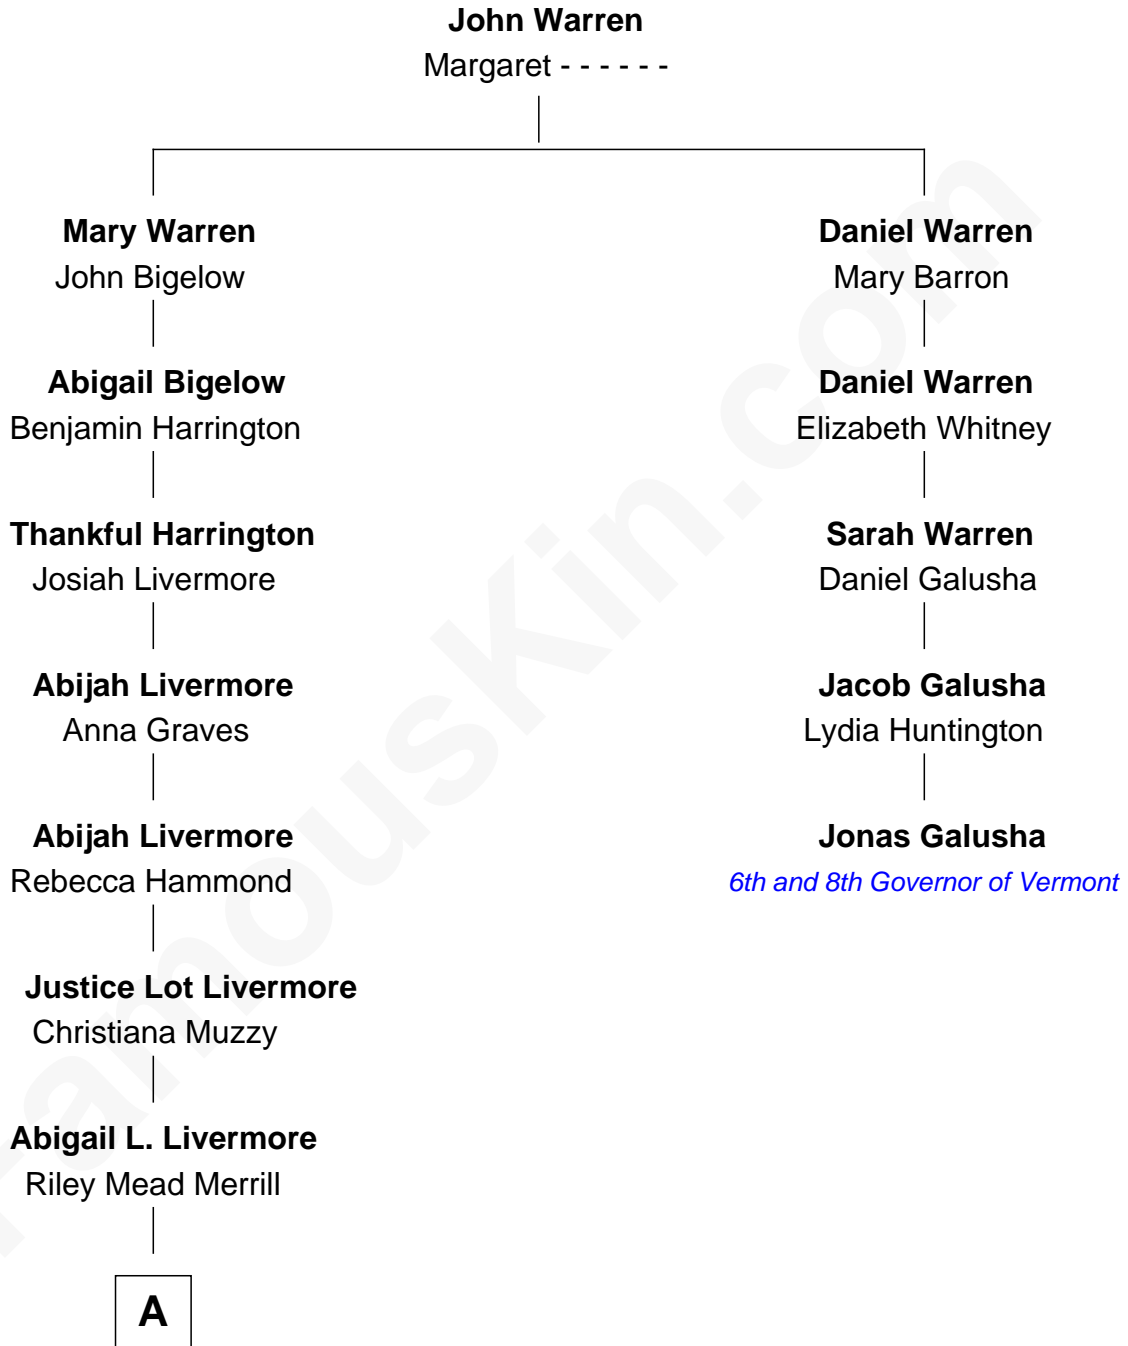 John Warren
Margaret - - - - - -
Mary Warren
John Bigelow
Daniel Warren
Mary Barron
Abigail Bigelow
Benjamin Harrington
Daniel Warren
Elizabeth Whitney
Thankful Harrington
Josiah Livermore
Sarah Warren
Daniel Galusha
Abijah Livermore
Anna Graves
Jacob Galusha
Lydia Huntington
Abijah Livermore
Rebecca Hammond
Jonas Galusha
6th and 8th Governor of Vermont
Justice Lot Livermore
Christiana Muzzy
Abigail L. Livermore
Riley Mead Merrill
A
FamousKin.com